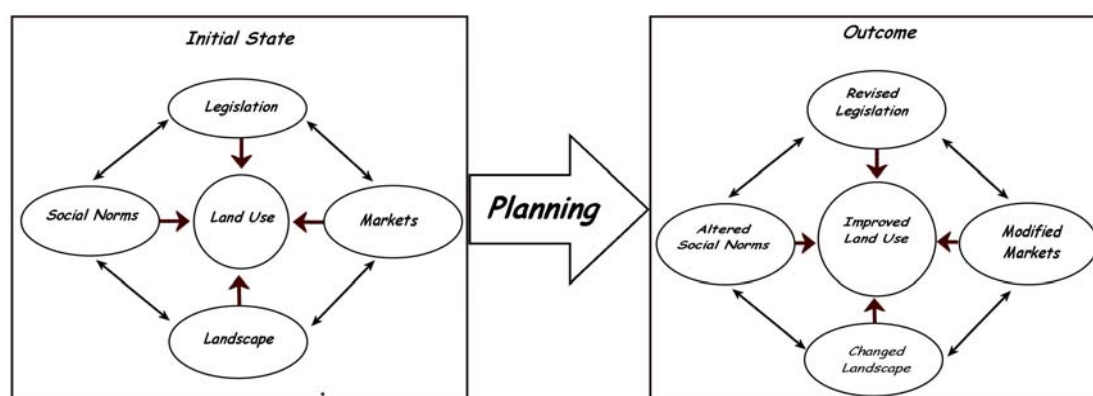 Initial State
Legislation
Social Norms
Land Use
Markets
Landscape
Planning
Outcome
Revised
Legislation
Altered
Social Norms
Improved
Land Use
Modified
Markets
Changed
Landscape